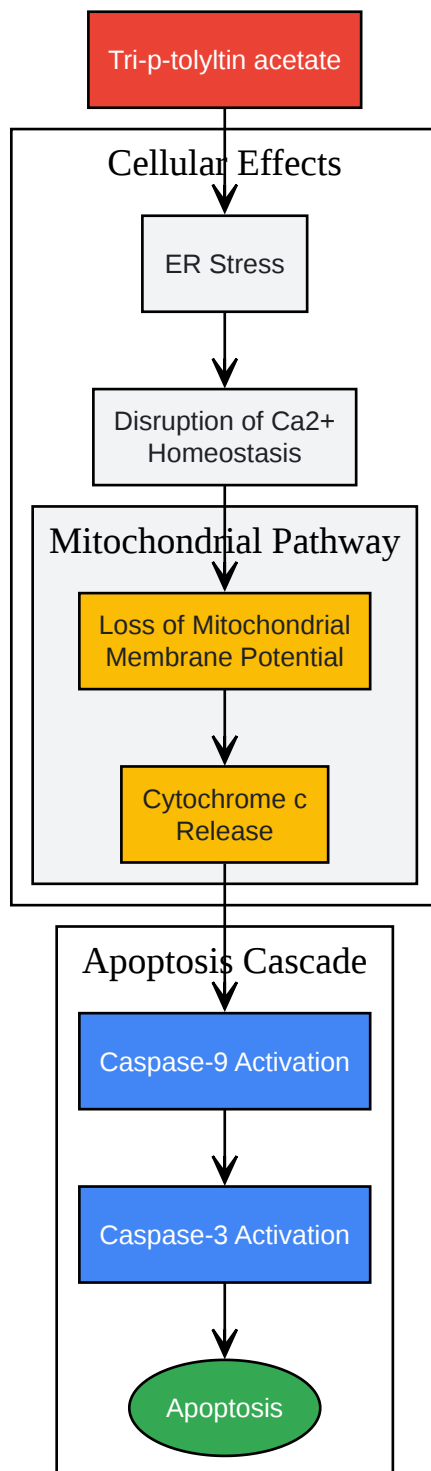 Tri-p-tolyltin acetate
Cellular Effects
ER Stress
Disruption of Ca2+
Homeostasis
Mitochondrial Pathway
Loss of Mitochondrial
Membrane Potential
Cytochrome c
Release
Apoptosis Cascade
Caspase-9 Activation
Caspase-3 Activation
Apoptosis